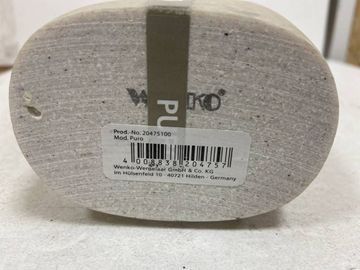 WENKO®
PU
Prod.-No. 20475100
Mod. Puro
4 008838 204757
Wenko-Wenselaar GmbH & Co. KG
Im Hülsenfeld 10 · 40721 Hilden - Germany